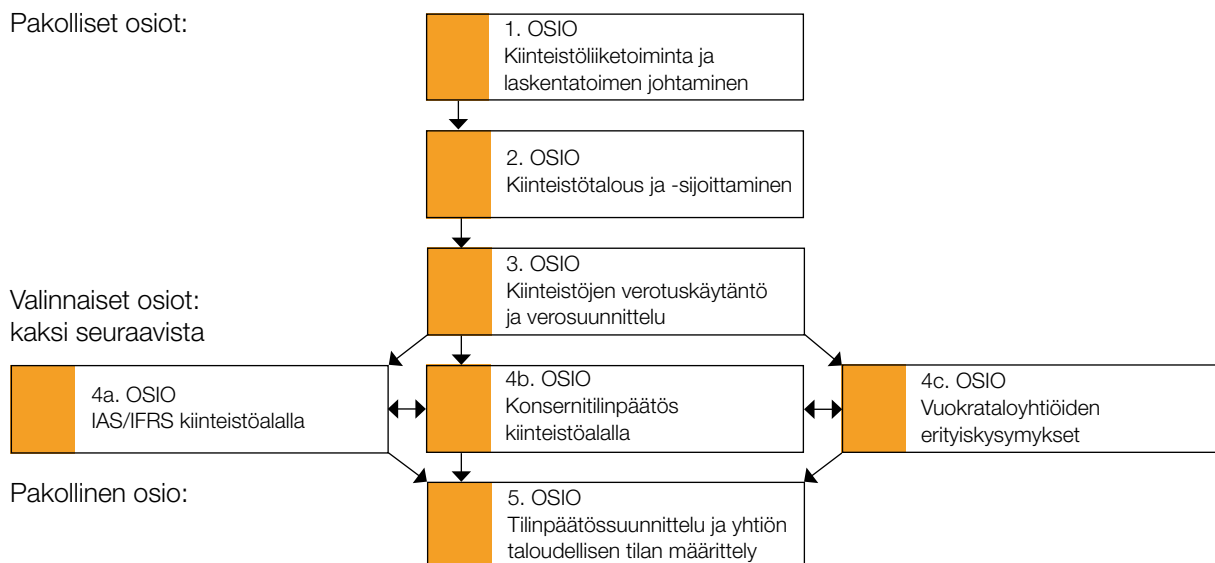 Pakolliset osiot:
1. OSIO
Kiinteistöliiketoiminta ja
laskentatoimen johtaminen
2. OSIO
Kiinteistötalous ja -sijoittaminen
3. OSIO
Kiinteistöjen verotuskäytäntö
ja verosuunnittelu
Valinnaiset osiot:
kaksi seuraavista
4a. OSIO
IAS/IFRS kiinteistöalalla
4b. OSIO
Konsernitilinpäätös
kiinteistöalalla
4c. OSIO
Vuokrataloyhtiöiden
erityiskysymykset
Pakollinen osio:
5. OSIO
Tilinpäätössuunnittelu ja yhtiön
taloudellisen tilan määrittely